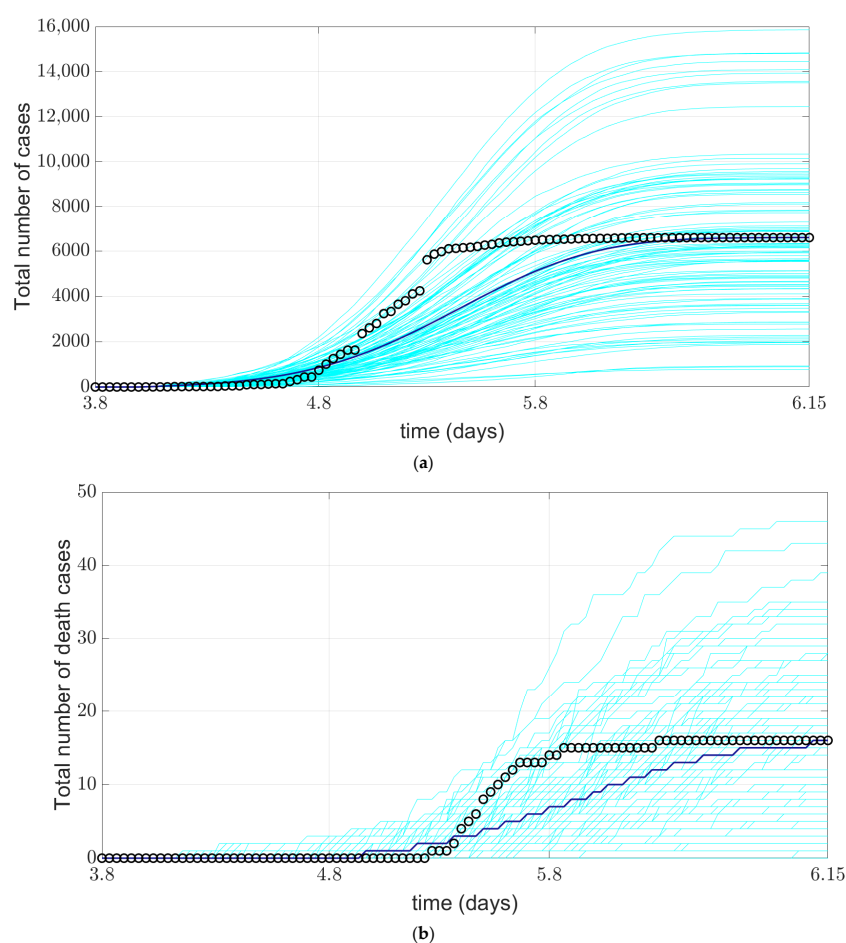 16,000
14,000
12,000
10,000
8000
6000
4000
2000
0
Total number of cases
3.8 4.8 5.8 6.15
time (days)
(a)
50
40
30
20
10
0
Total number of death cases
3.8 4.8 5.8 6.15
time (days)
(b)